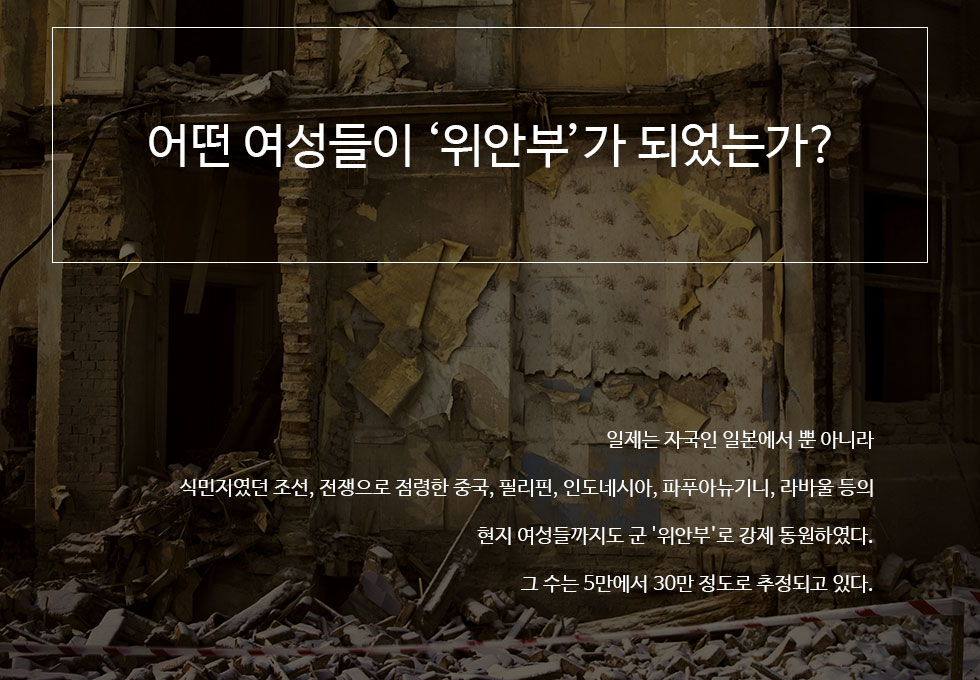 어떤 여성들이 ‘위안부’가 되었는가?
일제는 자국인 일본에서 뿐 아니라
식민지였던 조선, 전쟁으로 점령한 중국, 필리핀, 인도네시아, 파푸아뉴기니, 라바울 등의
현지 여성들까지도 군 '위안부'로 강제 동원하였다.
그 수는 5만에서 30만 정도로 추정되고 있다.